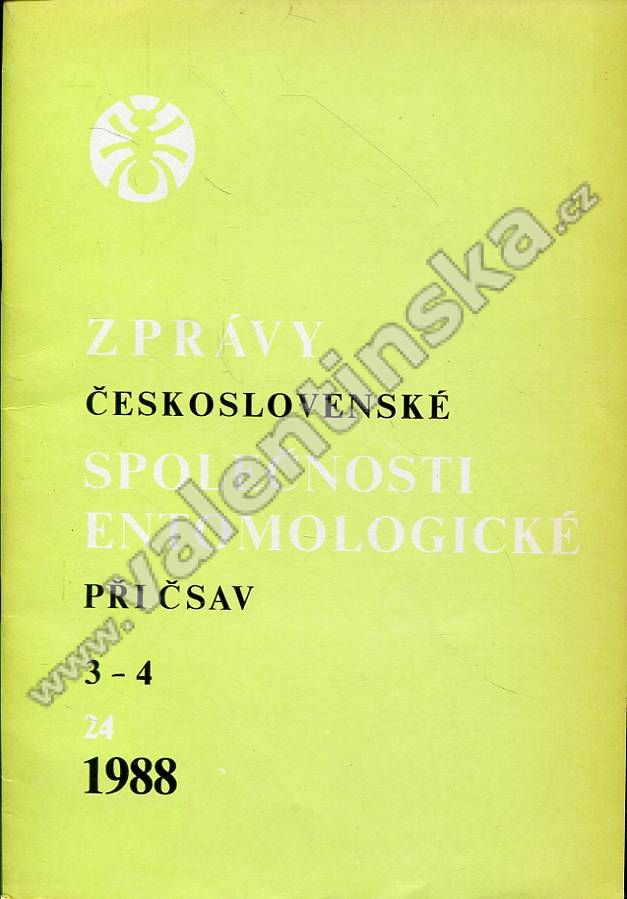 ZPRÁVY
ČESKOSLOVENSKÉ
SPOLEČNOSTI
ENTOMOLOGICKÉ
PŘI ČSAV
3 - 4
24
1988
www.valentinska.cz